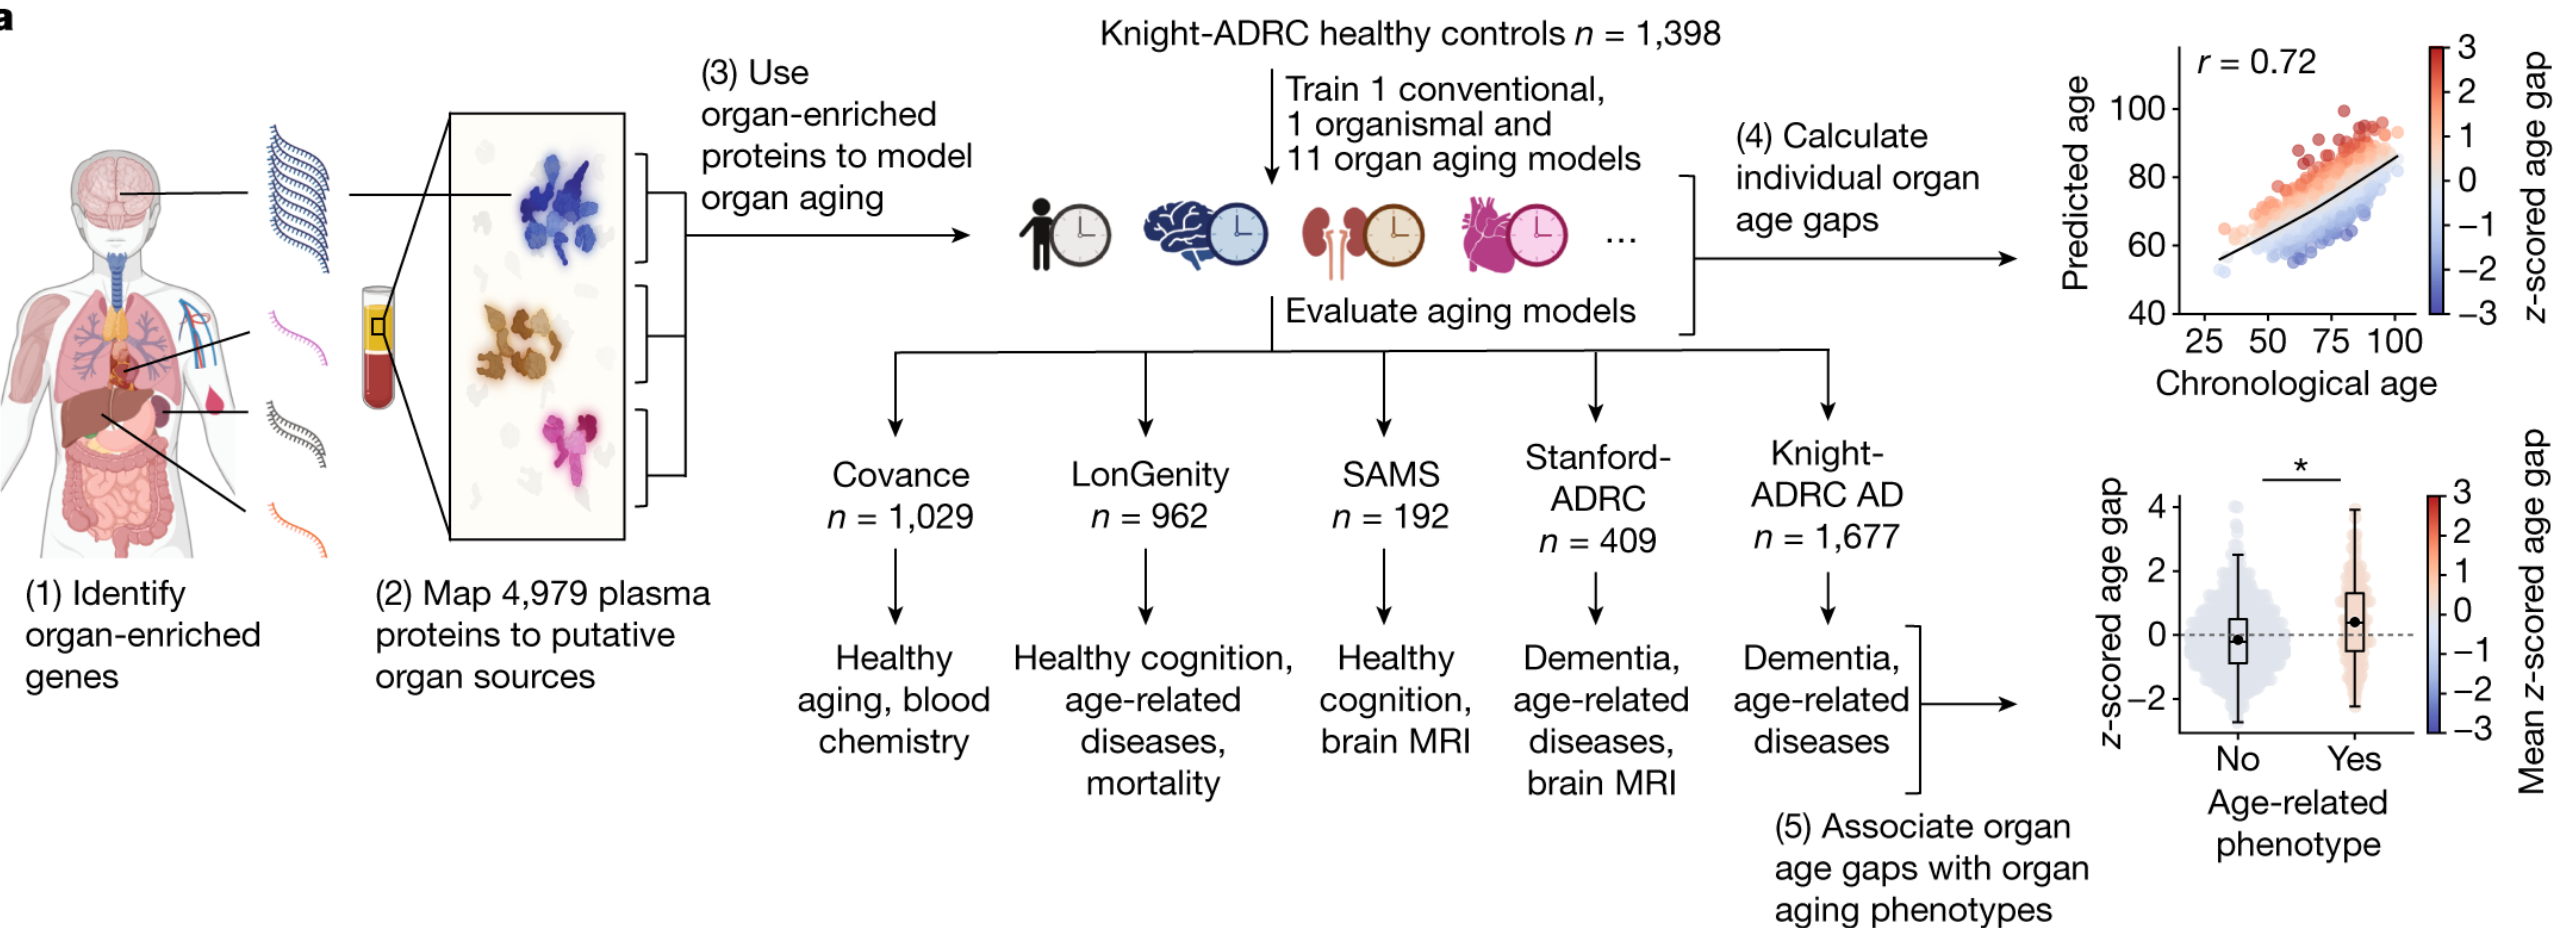 a
(1) Identify
organ-enriched
genes
(2) Map 4,979 plasma
proteins to putative
organ sources
(3) Use
organ-enriched
proteins to model
organ aging
Knight-ADRC healthy controls n = 1,398
Train 1 conventional,
1 organismal and
11 organ aging models
...
Evaluate aging models
(4) Calculate
individual organ
age gaps
Covance
n = 1,029
Healthy
aging, blood
chemistry
LonGenity
n = 962
Healthy cognition,
age-related
diseases,
mortality
SAMS
n = 192
Healthy
cognition,
brain MRI
Stanford-
ADRC
n = 409
Dementia,
age-related
diseases,
brain MRI
Knight-
ADRC AD
n = 1,677
Dementia,
age-related
diseases
(5) Associate organ
age gaps with organ
aging phenotypes
r = 0.72
Predicted age
100
80
60
40
25 50 75 100
Chronological age
3
2
1
0
−1
−2
−3
z-scored age gap
*
z-scored age gap
4
2
0
−2
No Yes
Age-related
phenotype
3
2
1
0
−1
−2
−3
Mean z-scored age gap